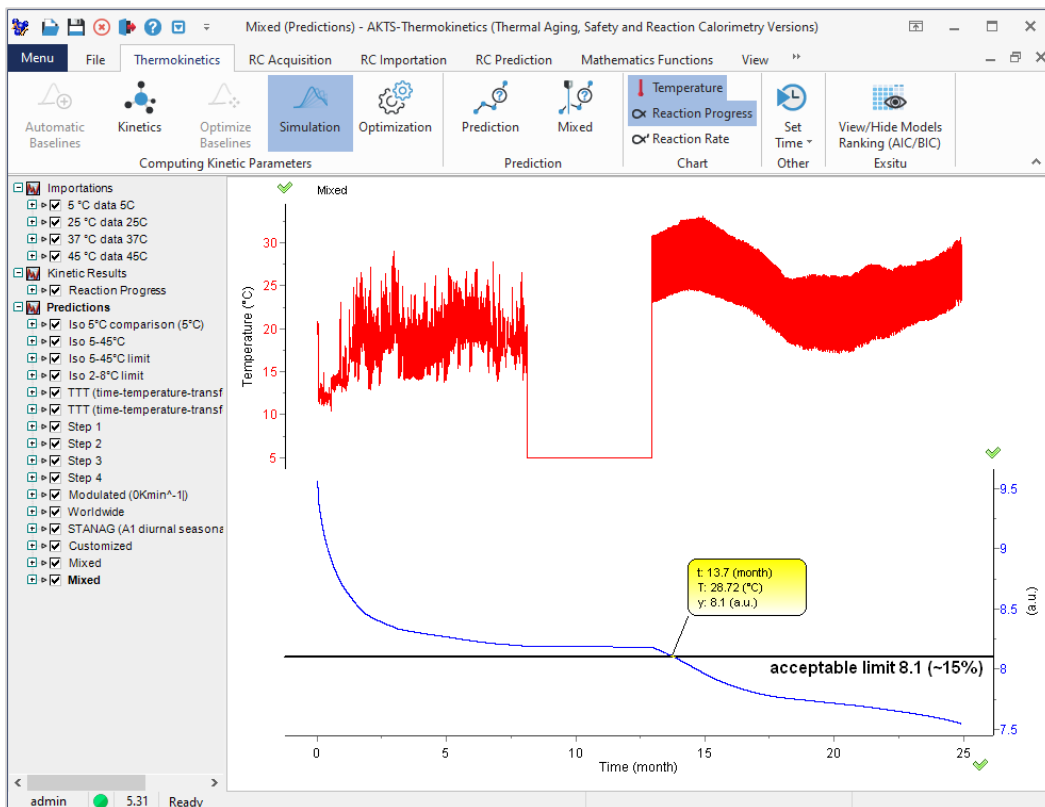 Mixed (Predictions) - AKTS-Thermokinetics (Thermal Aging, Safety and Reaction Calorimetry Versions)
Menu File Thermokinetics RC Acquisition RC Importation RC Prediction Mathematics Functions View
Automatic Baselines
Kinetics
Optimize Baselines
Simulation
Optimization
Computing Kinetic Parameters
Prediction
Mixed
Prediction
Temperature
α Reaction Progress
α' Reaction Rate
Chart
Set Time
Other
View/Hide Models Ranking (AIC/BIC)
Exsitu
Importations
5 °C data 5C
25 °C data 25C
37 °C data 37C
45 °C data 45C
Kinetic Results
Reaction Progress
Predictions
Iso 5°C comparison (5°C)
Iso 5-45°C
Iso 5-45°C limit
Iso 2-8°C limit
TTT (time-temperature-transf
TTT (time-temperature-transf
Step 1
Step 2
Step 3
Step 4
Modulated (0Kmin^-1|)
Worldwide
STANAG (A1 diurnal seasona
Customized
Mixed
Mixed
Mixed
30
25
20
15
10
5
Temperature (°C)
9.5
9
8.5
8
7.5
(a.u.)
t: 13.7 (month)
T: 28.72 (°C)
y: 8.1 (a.u.)
acceptable limit 8.1 (~15%)
0 5 10 15 20 25
Time (month)
admin 5.31 Ready